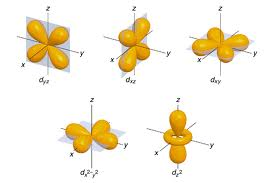 z z z
y y y
x x x
dyz dxz dxy
z z
y y
x x
dx²−y² dz²